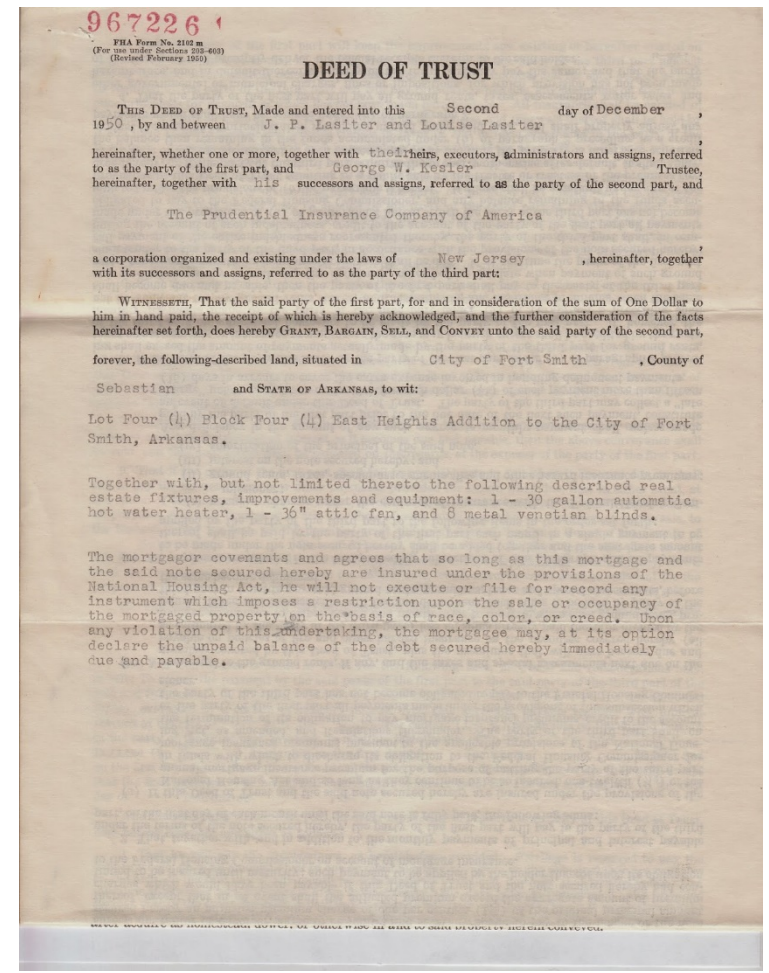 967226
FHA Form No. 2102 m
(For use under Sections 203-603)
(Revised February 1950)
DEED OF TRUST
THIS DEED OF TRUST, Made and entered into this Second day of December ,
1950 , by and between J. P. Lasiter and Louise Lasiter
,
hereinafter, whether one or more, together with their heirs, executors, administrators and assigns, referred
to as the party of the first part, and George W. Kesler Trustee,
hereinafter, together with his successors and assigns, referred to as the party of the second part, and
The Prudential Insurance Company of America
,
a corporation organized and existing under the laws of New Jersey , hereinafter, together
with its successors and assigns, referred to as the party of the third part:
WITNESSETH, That the said party of the first part, for and in consideration of the sum of One Dollar to
him in hand paid, the receipt of which is hereby acknowledged, and the further consideration of the facts
hereinafter set forth, does hereby GRANT, BARGAIN, SELL, and CONVEY unto the said party of the second part,
forever, the following-described land, situated in City of Fort Smith , County of
Sebastian and STATE OF ARKANSAS, to wit:
Lot Four (4) Block Four (4) East Heights Addition to the City of Fort
Smith, Arkansas.
Together with, but not limited thereto the following described real
estate fixtures, improvements and equipment: 1 - 30 gallon automatic
hot water heater, 1 - 36" attic fan, and 8 metal venetian blinds.
The mortgagor covenants and agrees that so long as this mortgage and
the said note secured hereby are insured under the provisions of the
National Housing Act, he will not execute or file for record any
instrument which imposes a restriction upon the sale or occupancy of
the mortgaged property on the basis of race, color, or creed. Upon
any violation of this undertaking, the mortgagee may, at its option
declare the unpaid balance of the debt secured hereby immediately
due and payable.